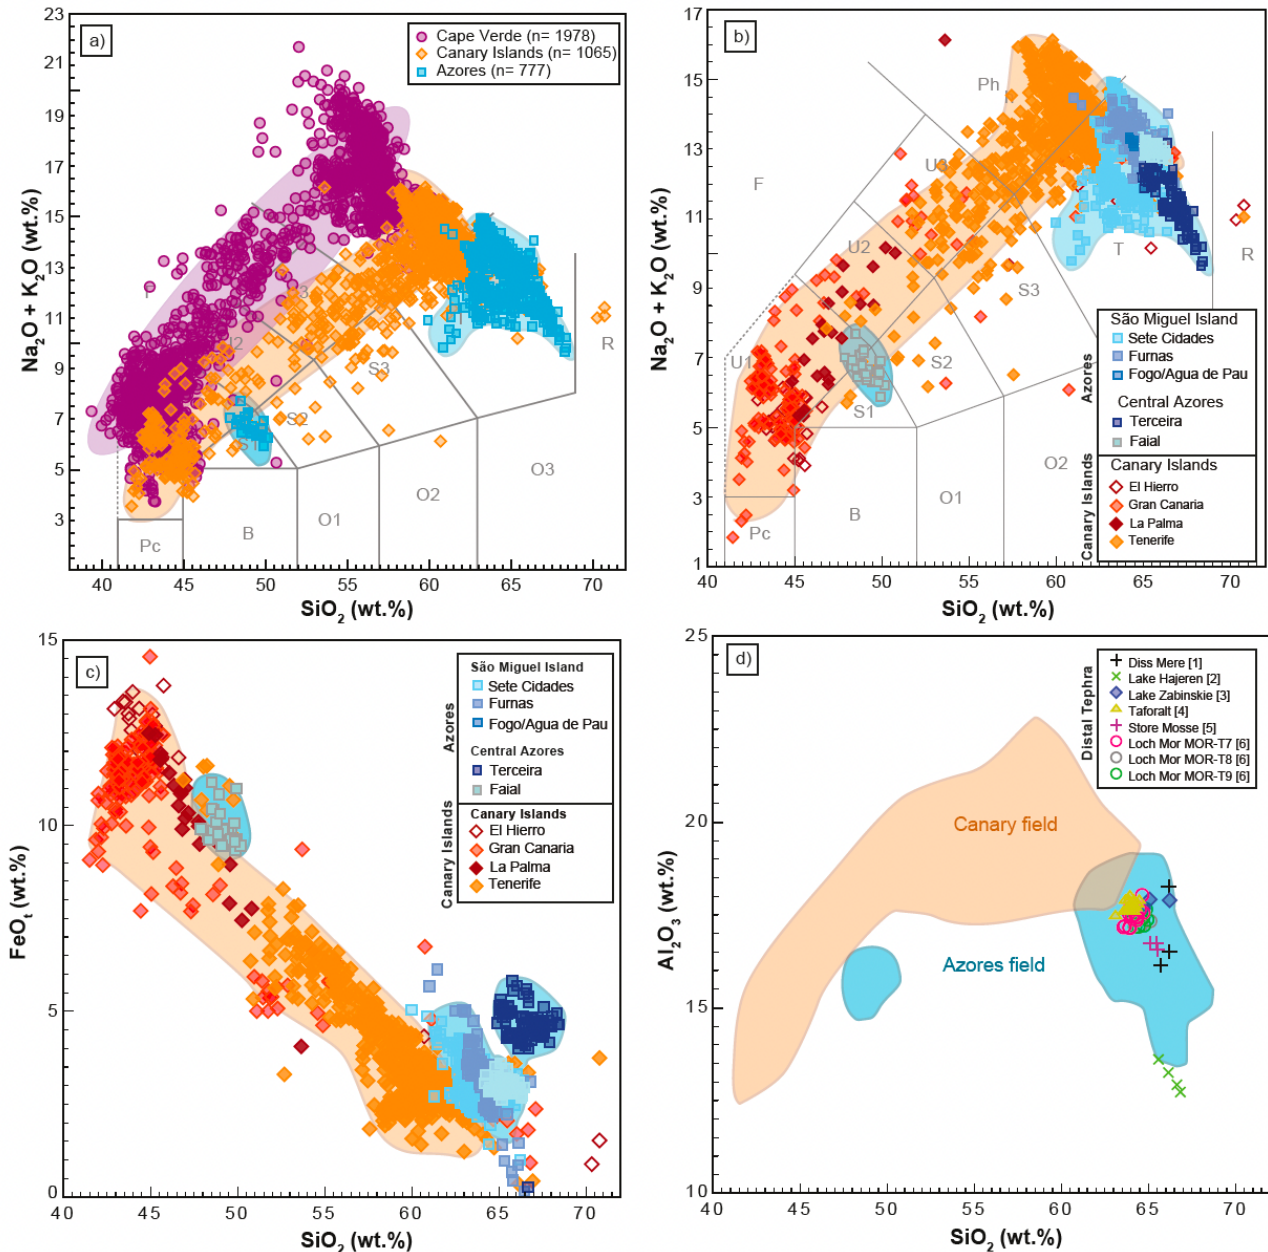 a)
Cape Verde (n= 1978)
Canary Islands (n= 1065)
Azores (n= 777)
23
21
19
17
15
13
11
9
7
5
3
Na₂O + K₂O (wt.%)
S3
S2
R
O3
O2
O1
B
Pc
40
45
50
55
60
65
70
SiO₂ (wt.%)
b)
17
15
13
11
9
7
5
3
1
Na₂O + K₂O (wt.%)
Ph
U3
F
U2
T
R
S3
U1
S2
S1
O2
O1
B
Pc
Azores
São Miguel Island
Sete Cidades
Furnas
Fogo/Agua de Pau
Central Azores
Terceira
Faial
Canary Islands
Canary Islands
El Hierro
Gran Canaria
La Palma
Tenerife
40
45
50
55
60
65
70
SiO₂ (wt.%)
c)
15
10
5
0
FeOₜ (wt.%)
Azores
São Miguel Island
Sete Cidades
Furnas
Fogo/Agua de Pau
Central Azores
Terceira
Faial
Canary Islands
Canary Islands
El Hierro
Gran Canaria
La Palma
Tenerife
40
45
50
55
60
65
70
SiO₂ (wt.%)
d)
25
20
15
10
Al₂O₃ (wt.%)
Distal Tephra
Diss Mere [1]
Lake Hajeren [2]
Lake Zabinskie [3]
Taforalt [4]
Store Mosse [5]
Loch Mor MOR-T7 [6]
Loch Mor MOR-T8 [6]
Loch Mor MOR-T9 [6]
Canary field
Azores field
40
45
50
55
60
65
70
SiO₂ (wt.%)